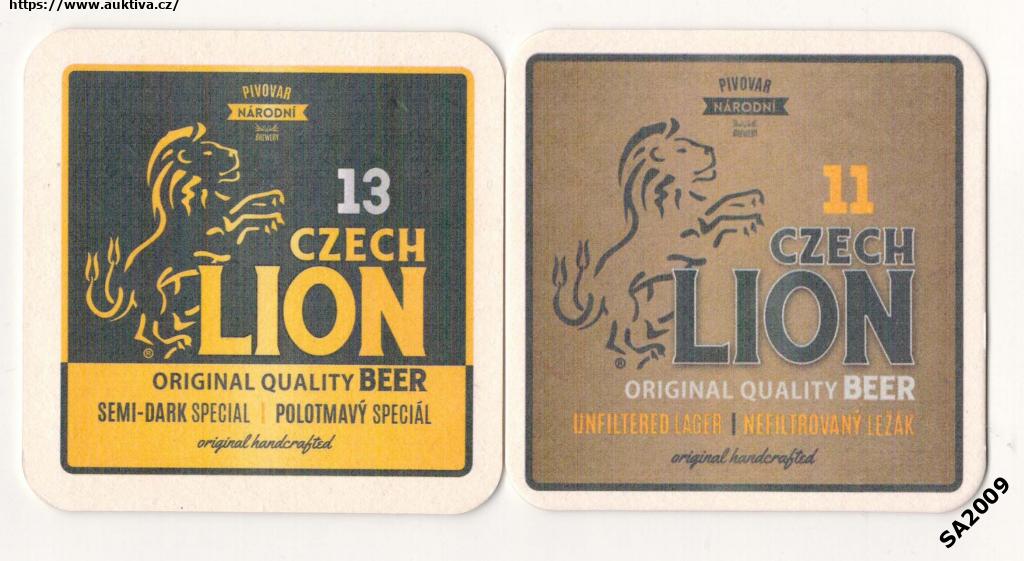 https://www.auktiva.cz/
PIVOVAR
NÁRODNÍ
BREWERY
13
CZECH
LION
®
ORIGINAL QUALITY BEER
SEMI-DARK SPECIAL | POLOTMAVÝ SPECIÁL
original handcrafted
PIVOVAR
NÁRODNÍ
BREWERY
11
CZECH
LION
®
ORIGINAL QUALITY BEER
UNFILTERED LAGER | NEFILTROVANÝ LEŽÁK
original handcrafted
SA2009